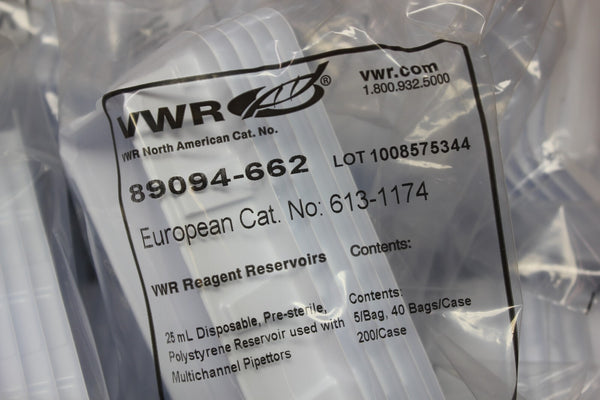 VWR®
vwr.com
1.800.932.5000
VWR North American Cat. No.
89094-662 LOT 1008575344
European Cat. No: 613-1174
VWR Reagent Reservoirs Contents:
25 mL Disposable, Pre-sterile, Contents:
Polystyrene Reservoir used with 5/Bag, 40 Bags/Case
Multichannel Pipettors 200/Case